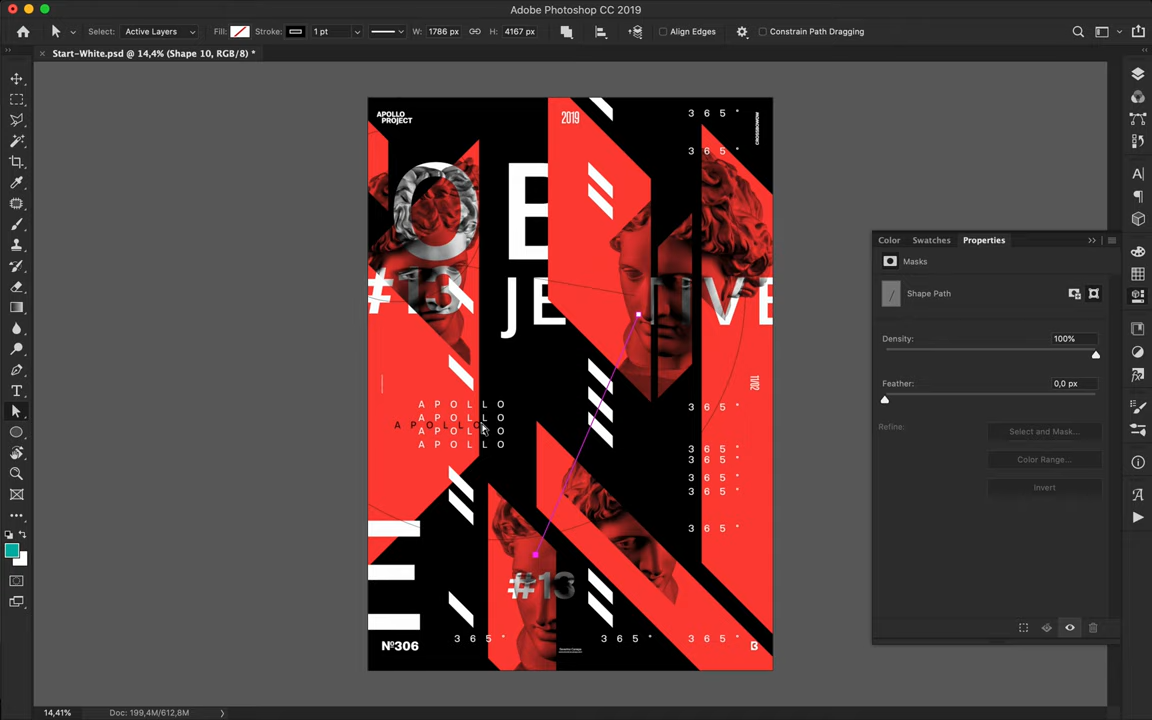 Adobe Photoshop CC 2019
Select: Active Layers Fill: Stroke: 1 pt W: 1786 px H: 4167 px Align Edges Constrain Path Dragging
Start-White.psd @ 14,4% (Shape 10, RGB/8) *
APOLLO
PROJECT
2019
3 6 5 °
3 6 5 °
O B
#13
JE IVE
11/02
A P O L L O
A P O L L O
A P O L L O
A P O L L O
A P O L L O
3 6 5 °
3 6 5 °
3 6 5 °
3 6 5 °
3 6 5 °
3 6 5 °
#13
3 6 5 °
3 6 5 °
3 6 5 °
Nº306
Color Swatches Properties
Masks
Shape Path
Density: 100%
Feather: 0,0 px
Refine: Select and Mask...
Color Range...
Invert
14,41% Doc: 199,4M/612,8M